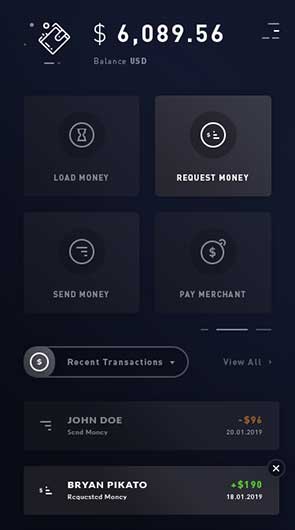 $ 6,089.56
Balance USD
LOAD MONEY
REQUEST MONEY
SEND MONEY
PAY MERCHANT
Recent Transactions
View All
JOHN DOE
-$96
Send Money
20.01.2019
BRYAN PIKATO
+$190
Requested Money
18.01.2019